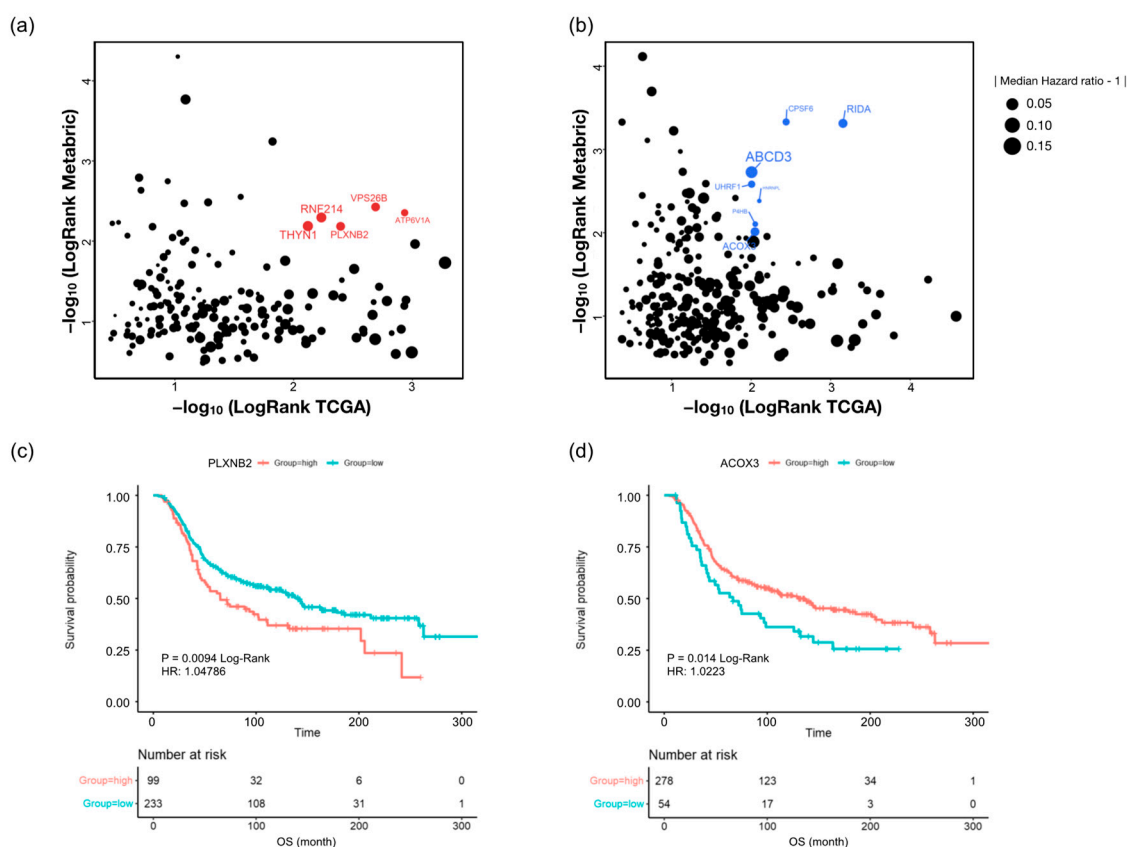 (a)
4
3
2
1
1
2
3
−log₁₀ (LogRank Metabric)
−log₁₀ (LogRank TCGA)
VPS26B
RNF214
ATP6V1A
THYN1
PLXNB2
(b)
4
3
2
1
1
2
3
4
−log₁₀ (LogRank Metabric)
−log₁₀ (LogRank TCGA)
CPSF6
RIDA
ABCD3
UHRF1
P4HB
ACOX3
| Median Hazard ratio - 1 |
0.05
0.10
0.15
(c)
PLXNB2 Group=high Group=low
1.00
0.75
0.50
0.25
0.00
Survival probability
P = 0.0094 Log-Rank
HR: 1.04786
0 100 200 300
Time
Number at risk
Group=high 99 32 6 0
Group=low 233 108 31 1
0 100 200 300
OS (month)
(d)
ACOX3 Group=high Group=low
1.00
0.75
0.50
0.25
0.00
Survival probability
P = 0.014 Log-Rank
HR: 1.0223
0 100 200 300
Time
Number at risk
Group=high 278 123 34 1
Group=low 54 17 3 0
0 100 200 300
OS (month)